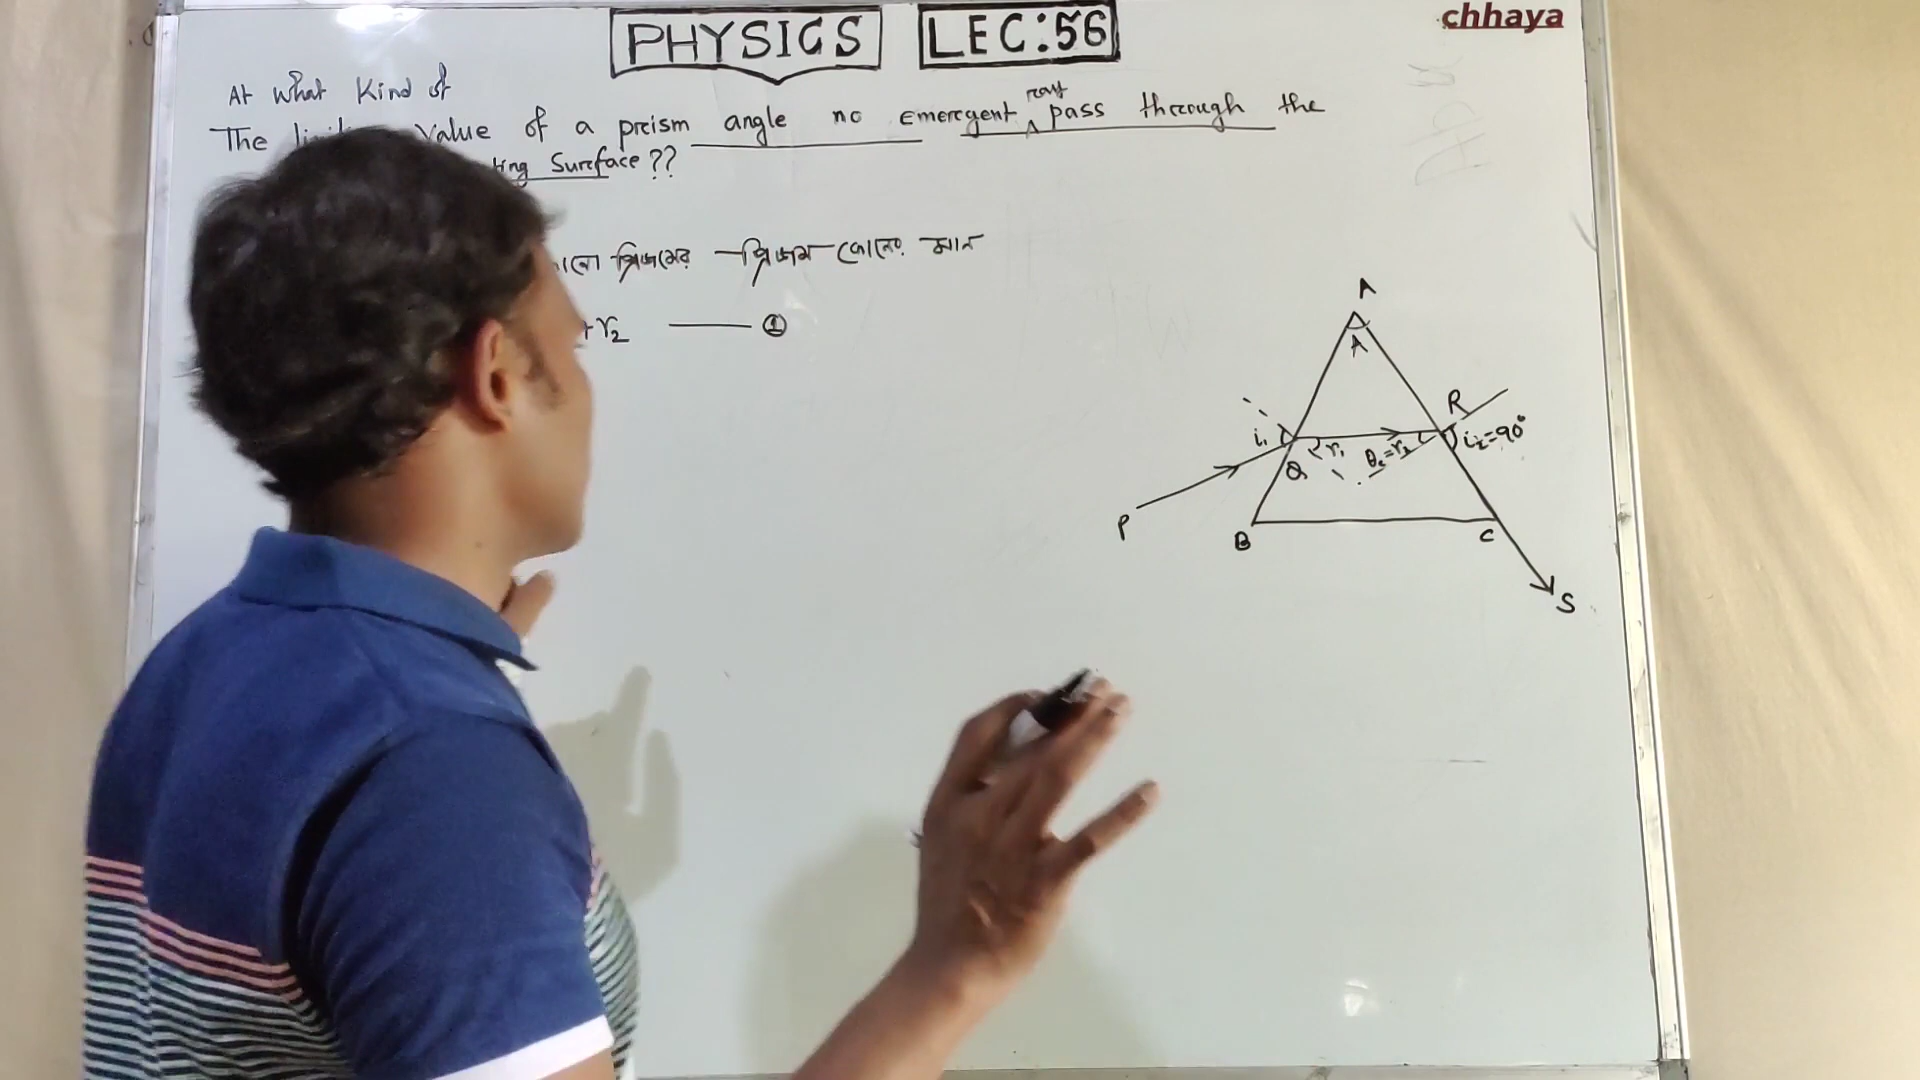 PHYSICS LEC:56
chhaya
At what kind of
The value of a prism angle no emergent ray pass through the
ting Surface??
প্রিজমের প্রিজম কোনের মান
+r₂ ——— ①
A
A
R
i₁ r₁ θc=r₂ i₂=90°
Q
P
B C
S